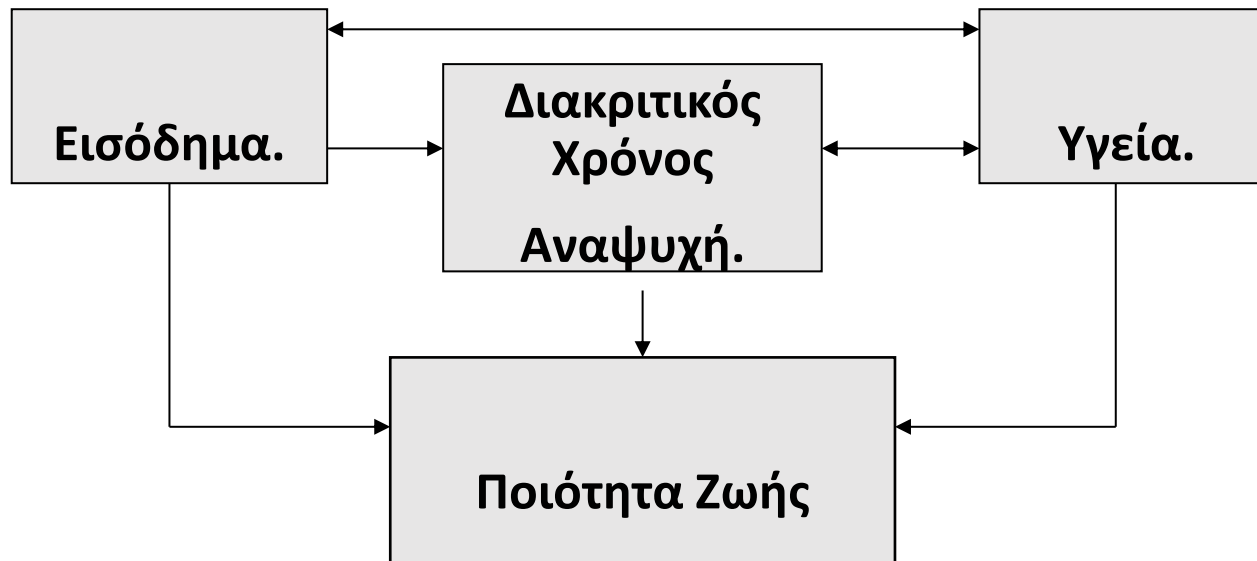 Εισόδημα.
Διακριτικός
Χρόνος
Αναψυχή.
Υγεία.
Ποιότητα Ζωής